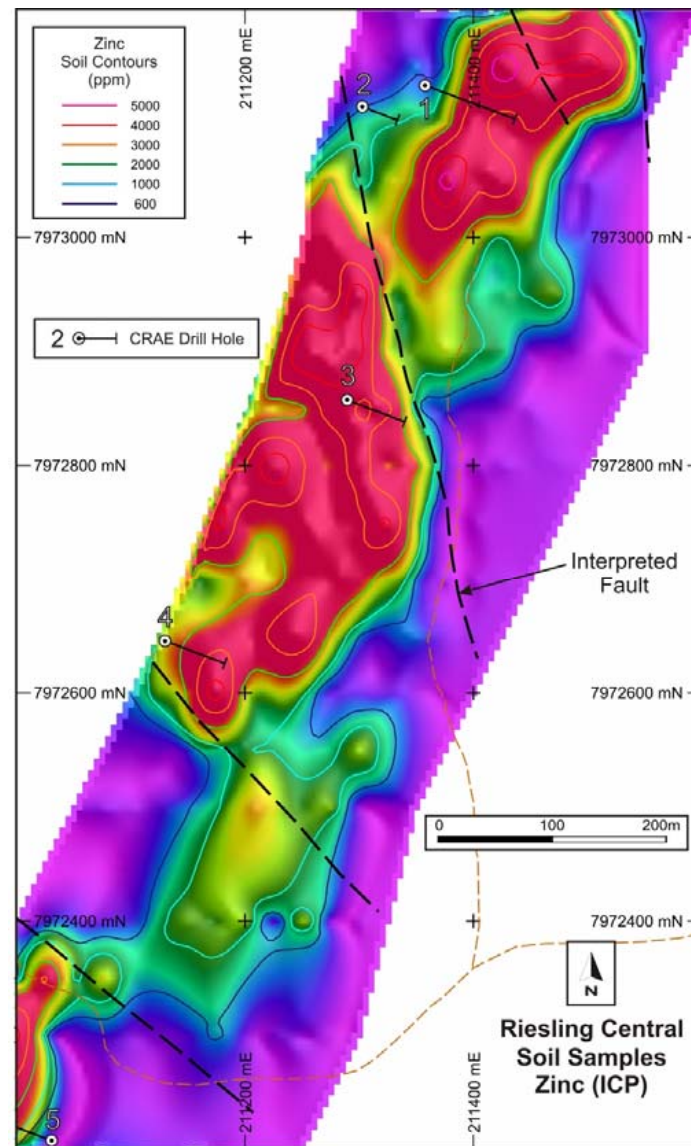 Zinc
Soil Contours
(ppm)
5000
4000
3000
2000
1000
600
211200 mE
211400 mE
2
1
7973000 mN
7973000 mN
2 CRAE Drill Hole
3
7972800 mN
7972800 mN
Interpreted
Fault
4
7972600 mN
7972600 mN
0 100 200m
7972400 mN
7972400 mN
N
Riesling Central
Soil Samples
Zinc (ICP)
211200 mE
211400 mE
5